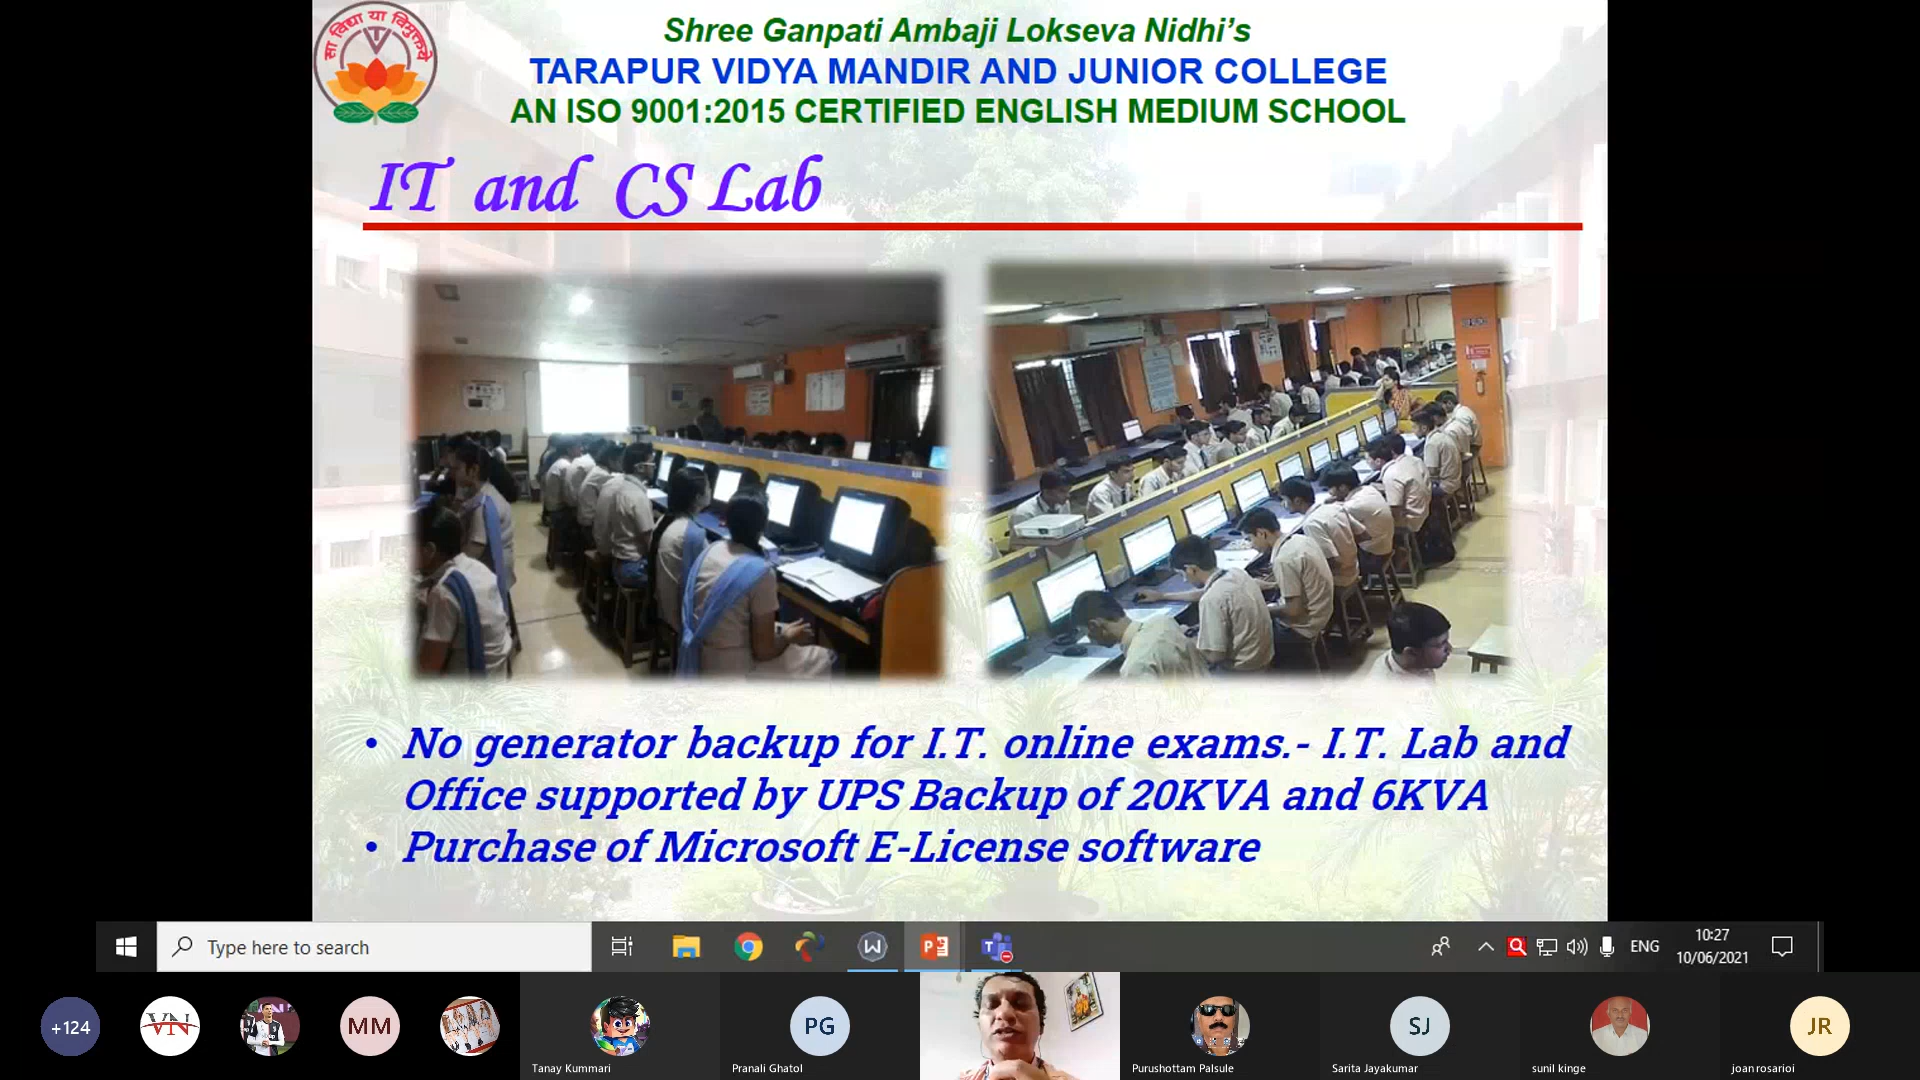 सा विद्या या विमुक्तये
Shree Ganpati Ambaji Lokseva Nidhi's
TARAPUR VIDYA MANDIR AND JUNIOR COLLEGE
AN ISO 9001:2015 CERTIFIED ENGLISH MEDIUM SCHOOL
IT and CS Lab
• No generator backup for I.T. online exams.- I.T. Lab and
Office supported by UPS Backup of 20KVA and 6KVA
• Purchase of Microsoft E-License software
Type here to search
ENG
10:27
10/06/2021
+124
VN
MM
PG
SJ
JR
Tanay Kummari
Pranali Ghatol
Purushottam Palsule
Sarita Jayakumar
sunil kinge
joan rosarioi